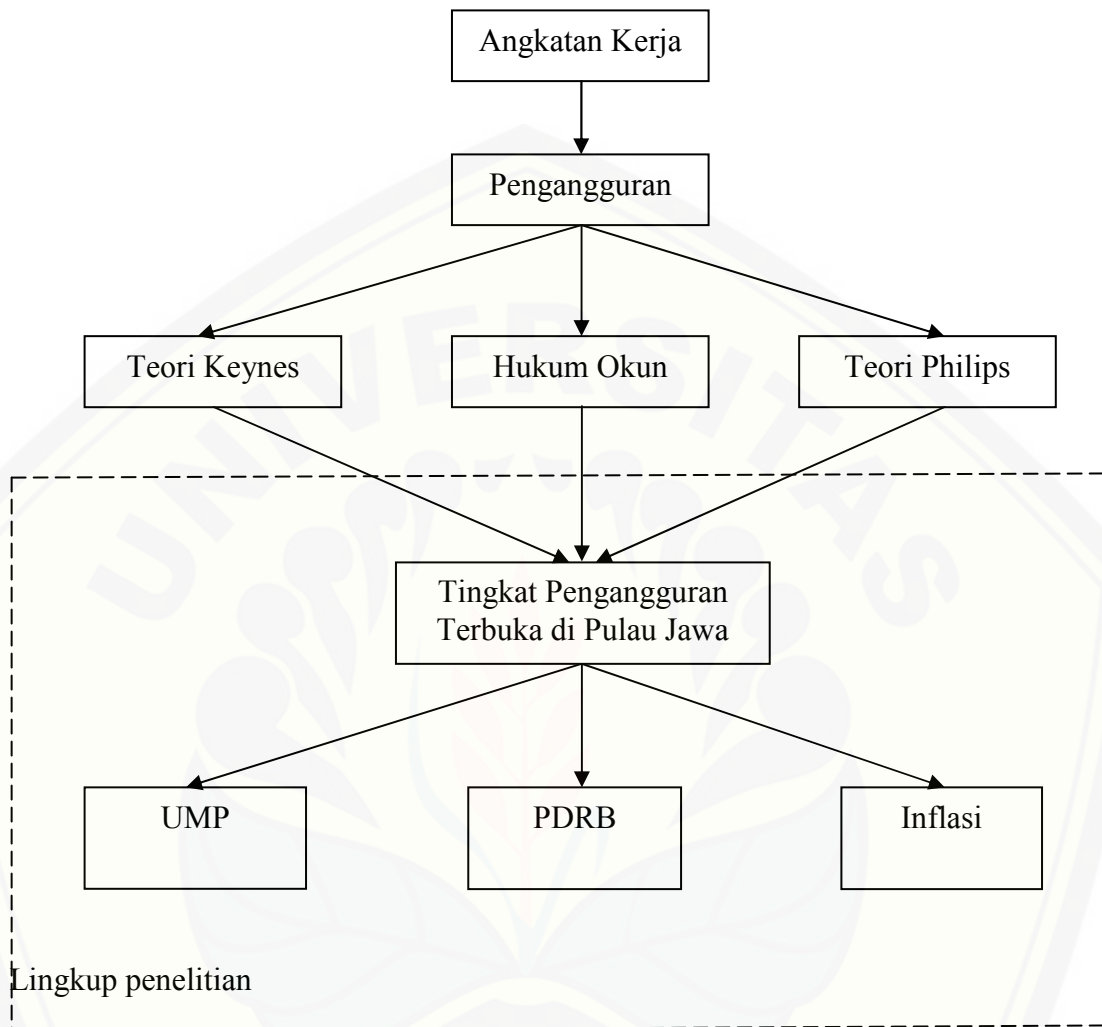 Angkatan Kerja
Pengangguran
Teori Keynes
Hukum Okun
Teori Philips
Tingkat Pengangguran
Terbuka di Pulau Jawa
UMP
PDRB
Inflasi
Lingkup penelitian
UNIVERSITAS